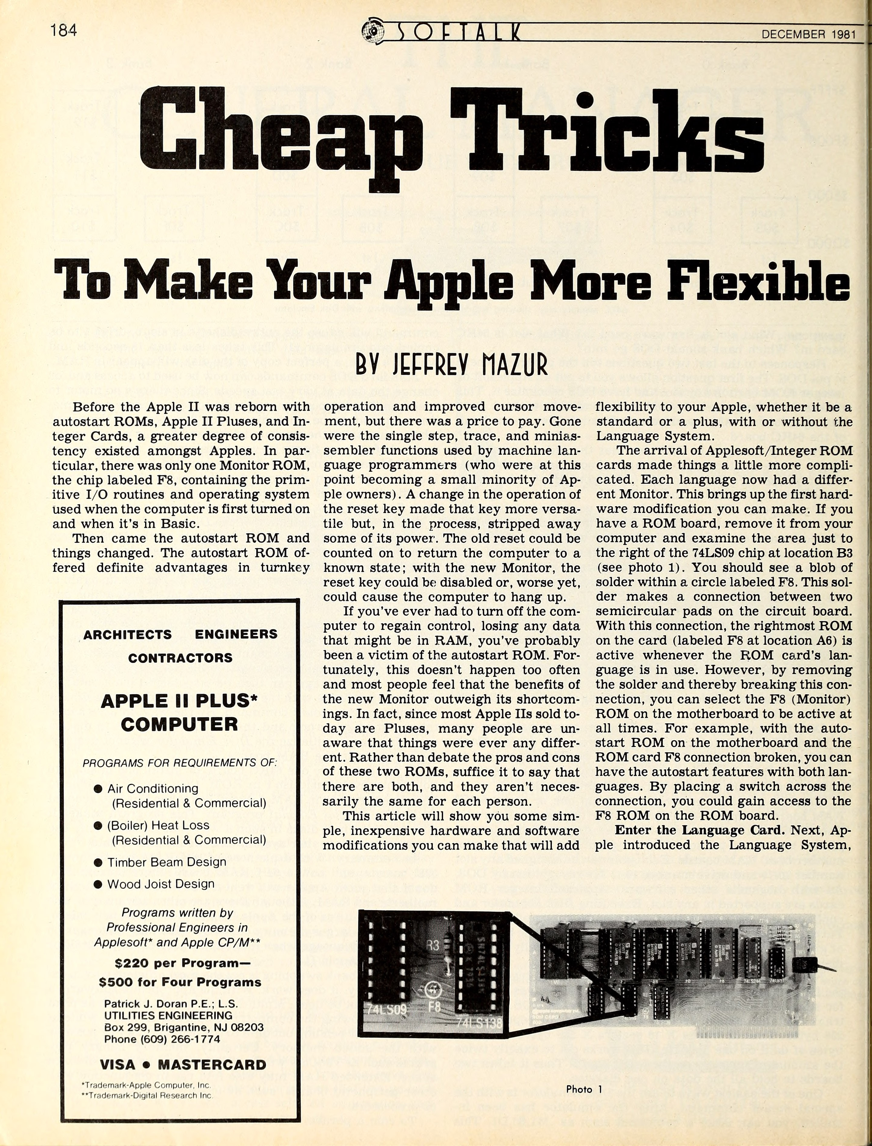 184
SOFTALK
DECEMBER 1981
Cheap Tricks
To Make Your Apple More Flexible
BY JEFFREY MAZUR
Before the Apple II was reborn with
autostart ROMs, Apple II Pluses, and In-
teger Cards, a greater degree of consis-
tency existed amongst Apples. In par-
ticular, there was only one Monitor ROM,
the chip labeled F8, containing the prim-
itive I/O routines and operating system
used when the computer is first turned on
and when it's in Basic.
Then came the autostart ROM and
things changed. The autostart ROM of-
fered definite advantages in turnkey
operation and improved cursor move-
ment, but there was a price to pay. Gone
were the single step, trace, and minias-
sembler functions used by machine lan-
guage programmers (who were at this
point becoming a small minority of Ap-
ple owners). A change in the operation of
the reset key made that key more versa-
tile but, in the process, stripped away
some of its power. The old reset could be
counted on to return the computer to a
known state; with the new Monitor, the
reset key could be disabled or, worse yet,
could cause the computer to hang up.
If you've ever had to turn off the com-
puter to regain control, losing any data
that might be in RAM, you've probably
been a victim of the autostart ROM. For-
tunately, this doesn't happen too often
and most people feel that the benefits of
the new Monitor outweigh its shortcom-
ings. In fact, since most Apple IIs sold to-
day are Pluses, many people are un-
aware that things were ever any differ-
ent. Rather than debate the pros and cons
of these two ROMs, suffice it to say that
there are both, and they aren't neces-
sarily the same for each person.
This article will show you some sim-
ple, inexpensive hardware and software
modifications you can make that will add
flexibility to your Apple, whether it be a
standard or a plus, with or without the
Language System.
The arrival of Applesoft/Integer ROM
cards made things a little more compli-
cated. Each language now had a differ-
ent Monitor. This brings up the first hard-
ware modification you can make. If you
have a ROM board, remove it from your
computer and examine the area just to
the right of the 74LS09 chip at location B3
(see photo 1). You should see a blob of
solder within a circle labeled F8. This sol-
der makes a connection between two
semicircular pads on the circuit board.
With this connection, the rightmost ROM
on the card (labeled F8 at location A6) is
active whenever the ROM card's lan-
guage is in use. However, by removing
the solder and thereby breaking this con-
nection, you can select the F8 (Monitor)
ROM on the motherboard to be active at
all times. For example, with the auto-
start ROM on the motherboard and the
ROM card F8 connection broken, you can
have the autostart features with both lan-
guages. By placing a switch across the
connection, you could gain access to the
F8 ROM on the ROM board.
Enter the Language Card. Next, Ap-
ple introduced the Language System,
ARCHITECTS ENGINEERS
CONTRACTORS
APPLE II PLUS*
COMPUTER
PROGRAMS FOR REQUIREMENTS OF:
● Air Conditioning
(Residential & Commercial)
● (Boiler) Heat Loss
(Residential & Commercial)
● Timber Beam Design
● Wood Joist Design
Programs written by
Professional Engineers in
Applesoft* and Apple CP/M**
$220 per Program—
$500 for Four Programs
Patrick J. Doran P.E.; L.S.
UTILITIES ENGINEERING
Box 299, Brigantine, NJ 08203
Phone (609) 266-1774
VISA ● MASTERCARD
*Trademark-Apple Computer, Inc.
**Trademark-Digital Research Inc.
F8
74LS09
74LS138
Photo 1